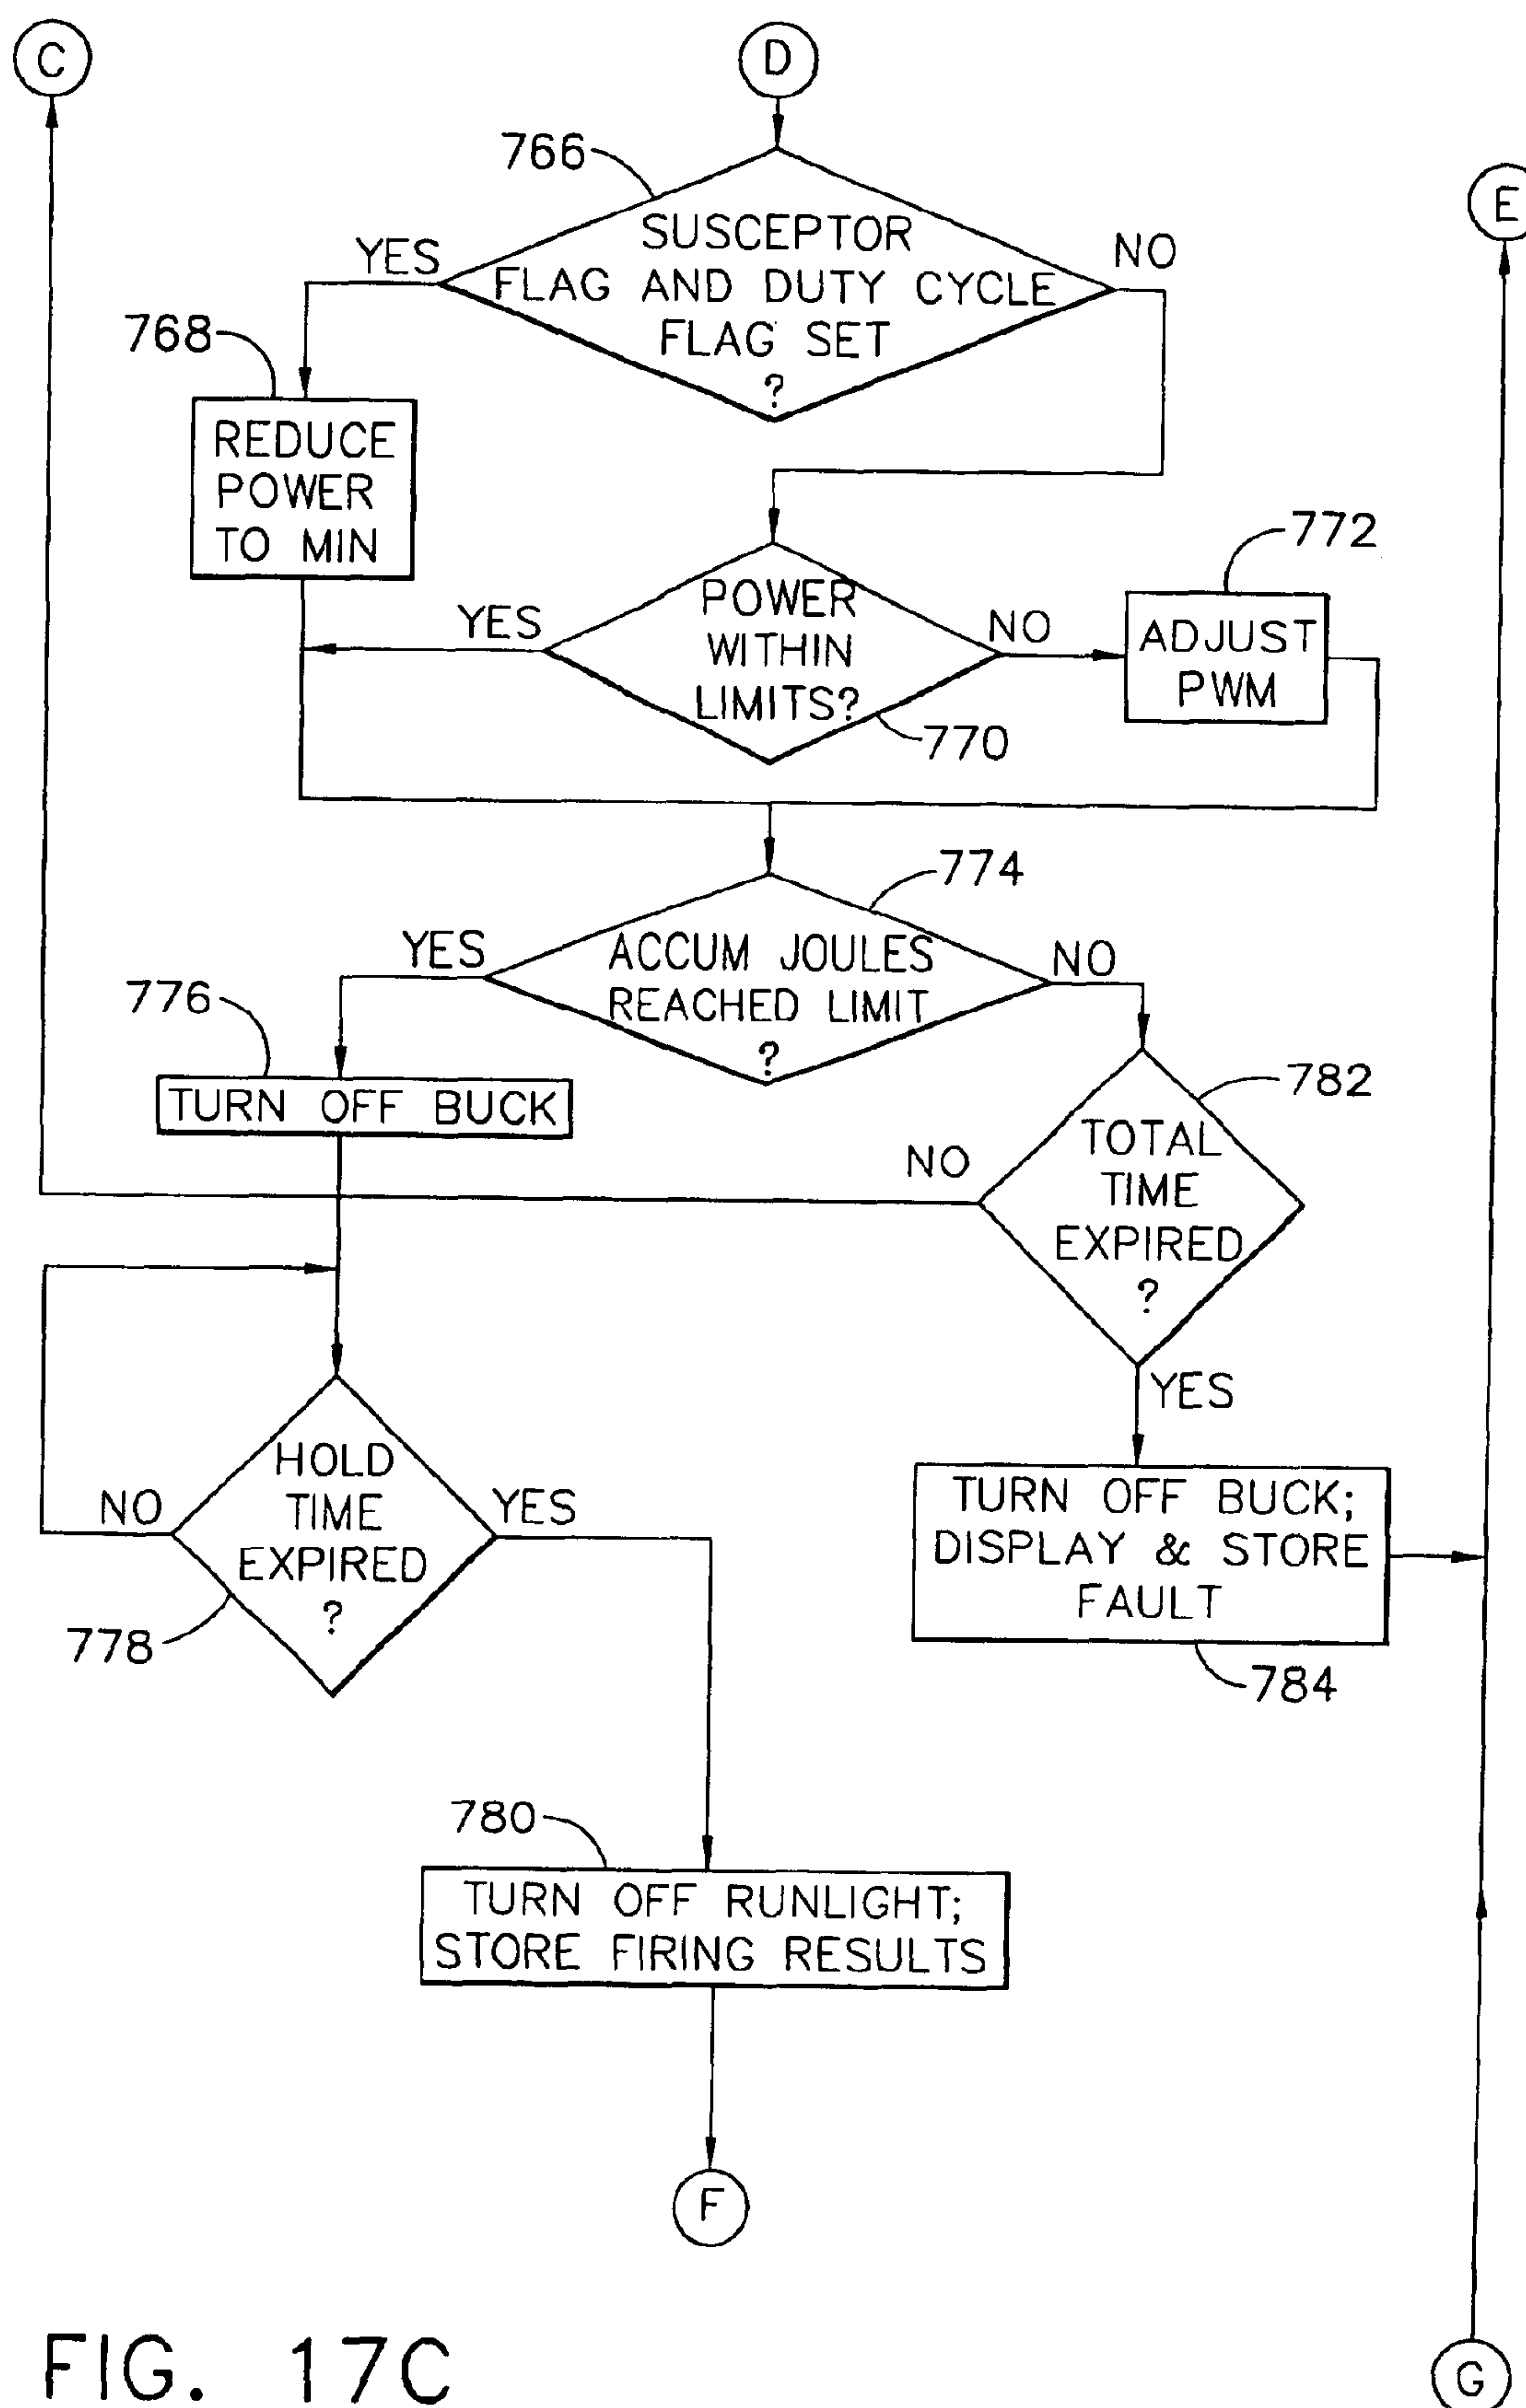 C
D
E
766
SUSCEPTOR
FLAG AND DUTY CYCLE
FLAG SET
?
YES
NO
768
REDUCE
POWER
TO MIN
POWER
WITHIN
LIMITS?
YES
NO
770
772
ADJUST
PWM
774
ACCUM JOULES
REACHED LIMIT
?
YES
NO
776
TURN OFF BUCK
782
TOTAL
TIME
EXPIRED
?
NO
YES
HOLD
TIME
EXPIRED
?
NO
YES
778
TURN OFF BUCK;
DISPLAY & STORE
FAULT
784
780
TURN OFF RUNLIGHT;
STORE FIRING RESULTS
F
G
FIG. 17C